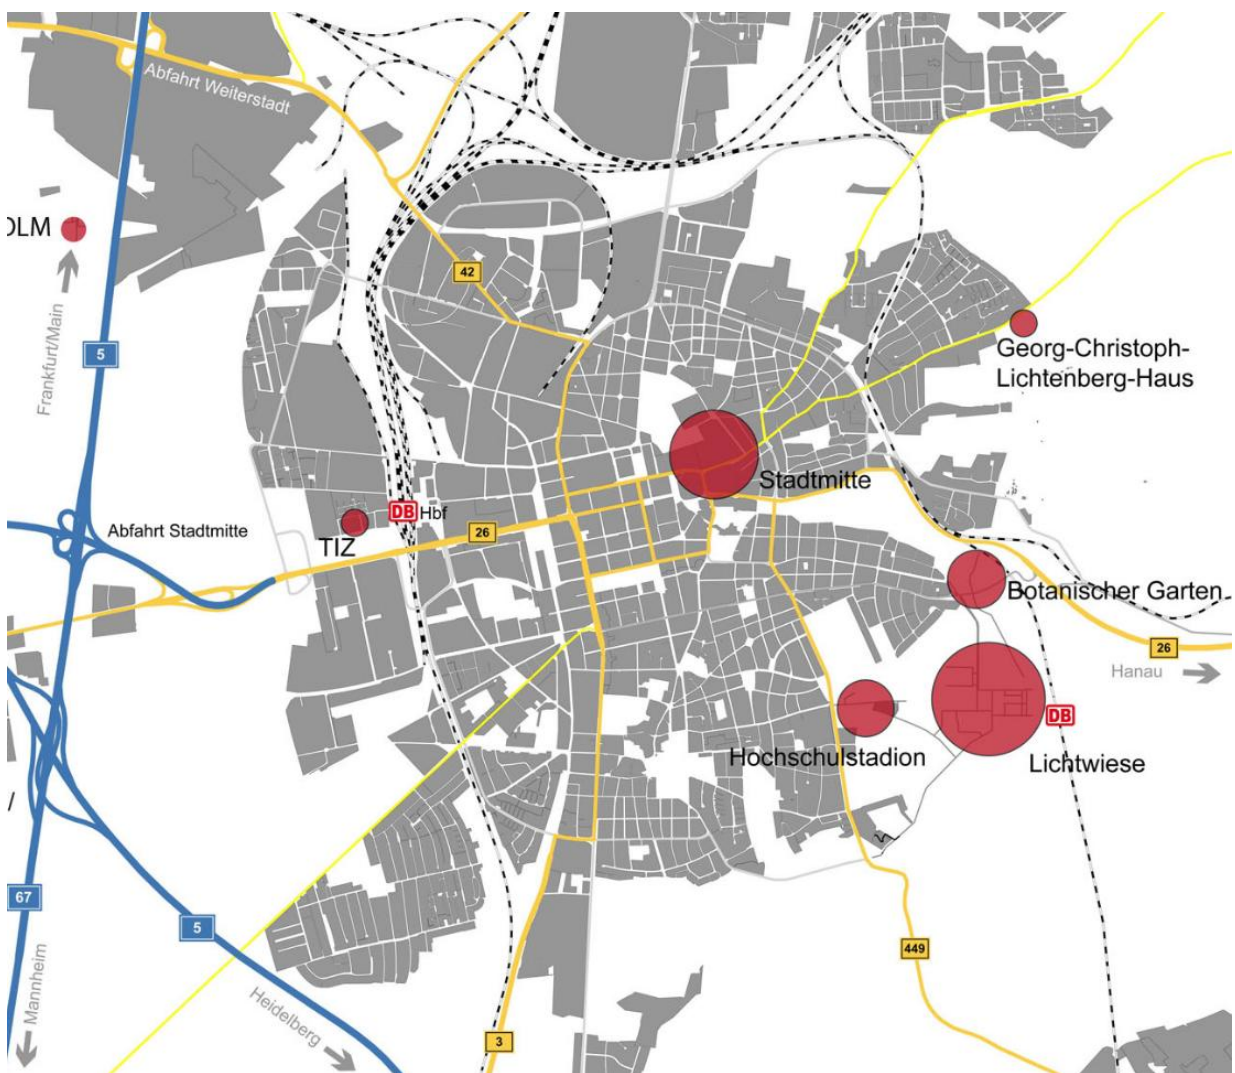 Abfahrt Weiterstadt
OLM
Frankfurt/Main
42
5
Georg-Christoph-
Lichtenberg-Haus
Stadtmitte
DB Hbf
Abfahrt Stadtmitte
TIZ
26
Botanischer Garten
26
Hanau
DB
Hochschulstadion
Lichtwiese
/
67
5
449
Mannheim
Heidelberg
3